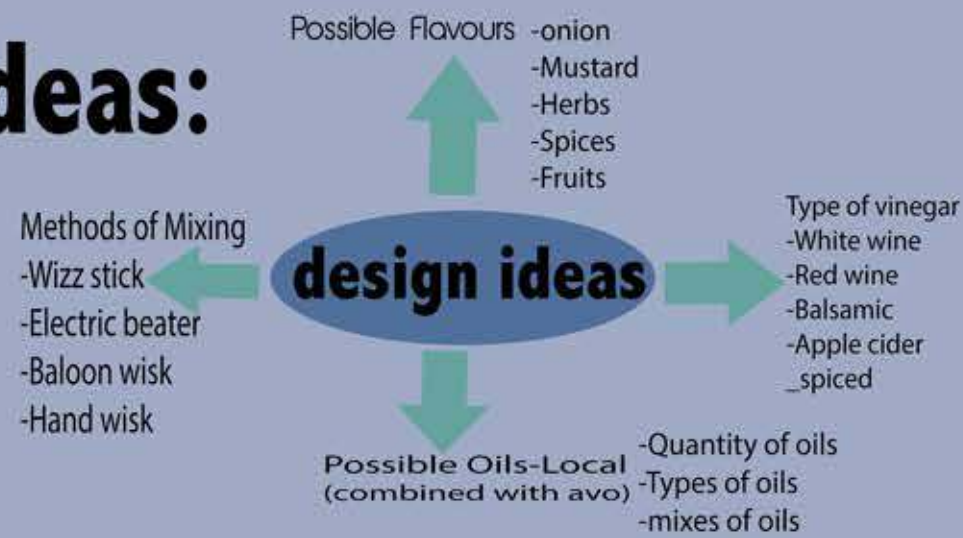 deas:
Possible Flavours -onion
-Mustard
-Herbs
-Spices
-Fruits
Methods of Mixing
-Wizz stick
-Electric beater
-Baloon wisk
-Hand wisk
design ideas
Type of vinegar
-White wine
-Red wine
-Balsamic
-Apple cider
_spiced
Possible Oils-Local
(combined with avo)
-Quantity of oils
-Types of oils
-mixes of oils